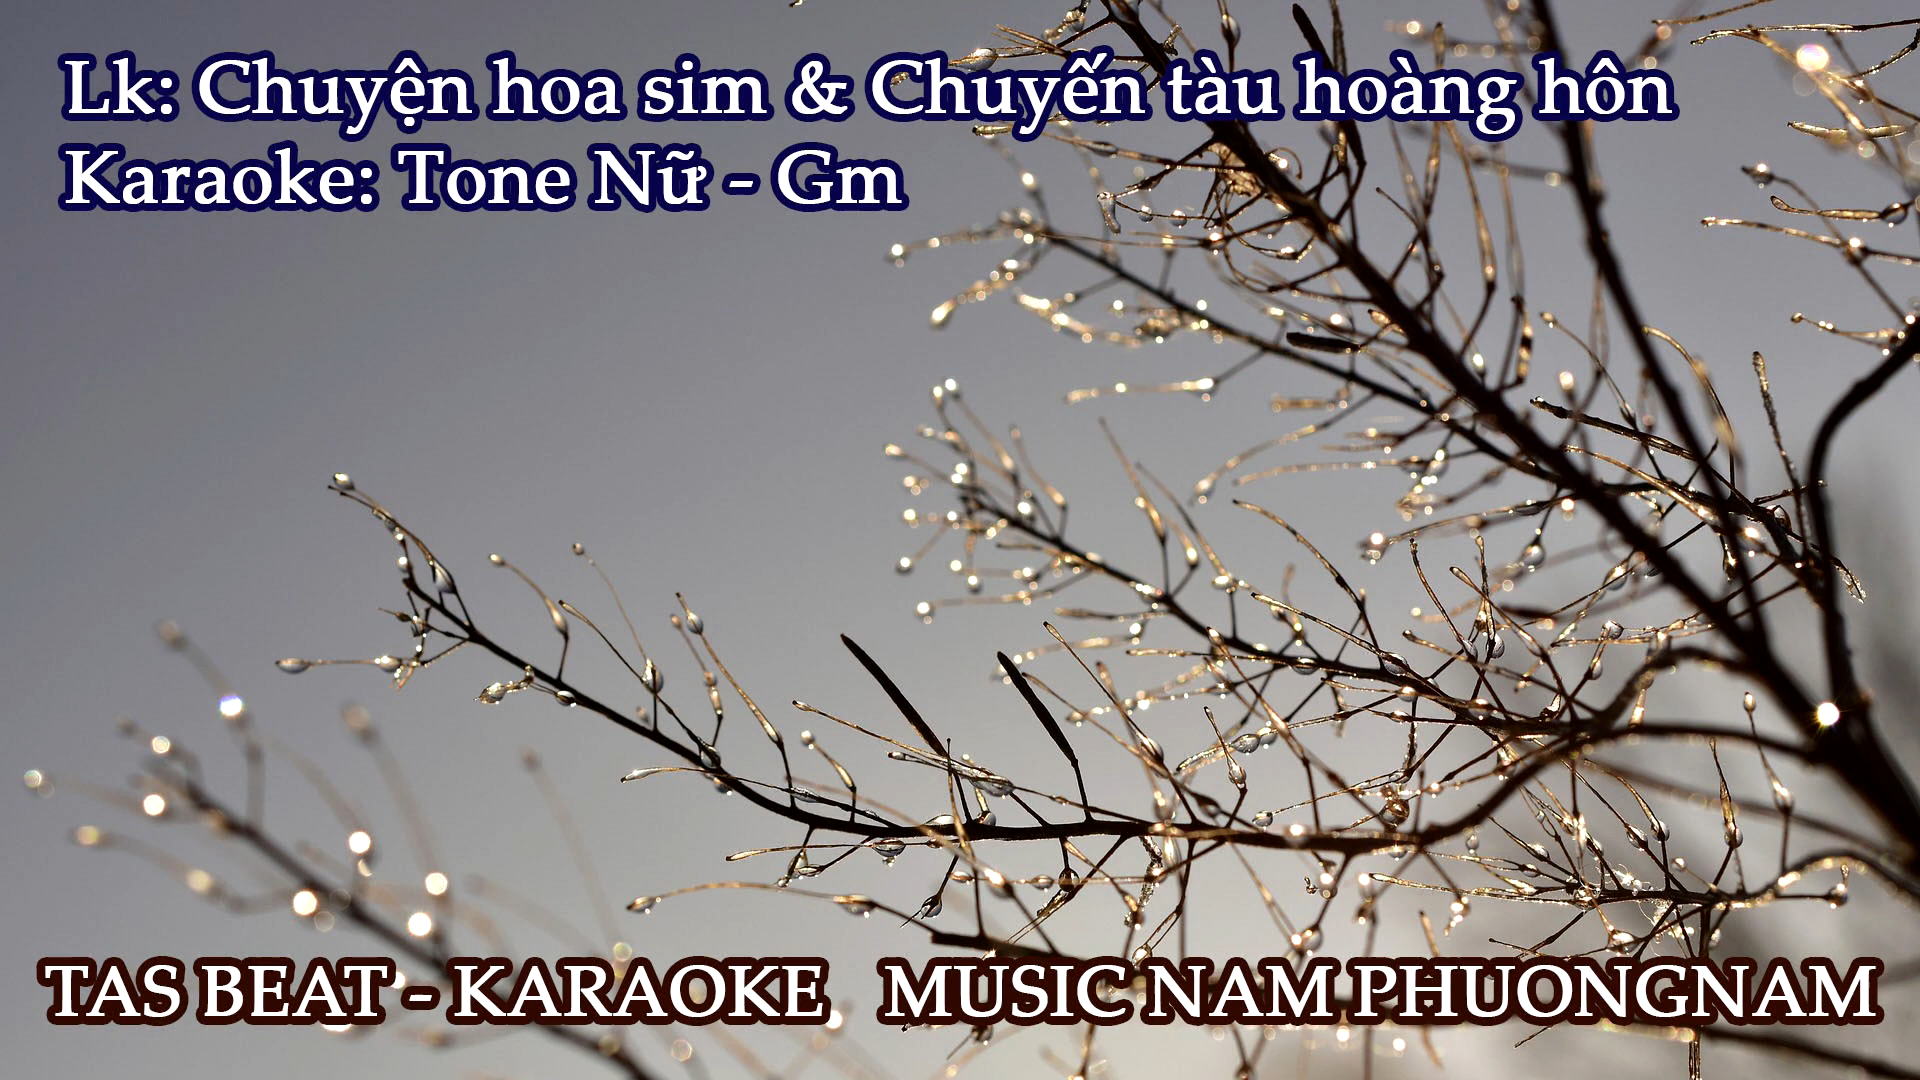 Lk: Chuyện hoa sim & Chuyến tàu hoàng hôn
Karaoke: Tone Nữ - Gm
TAS BEAT - KARAOKE MUSIC NAM PHUONGNAM